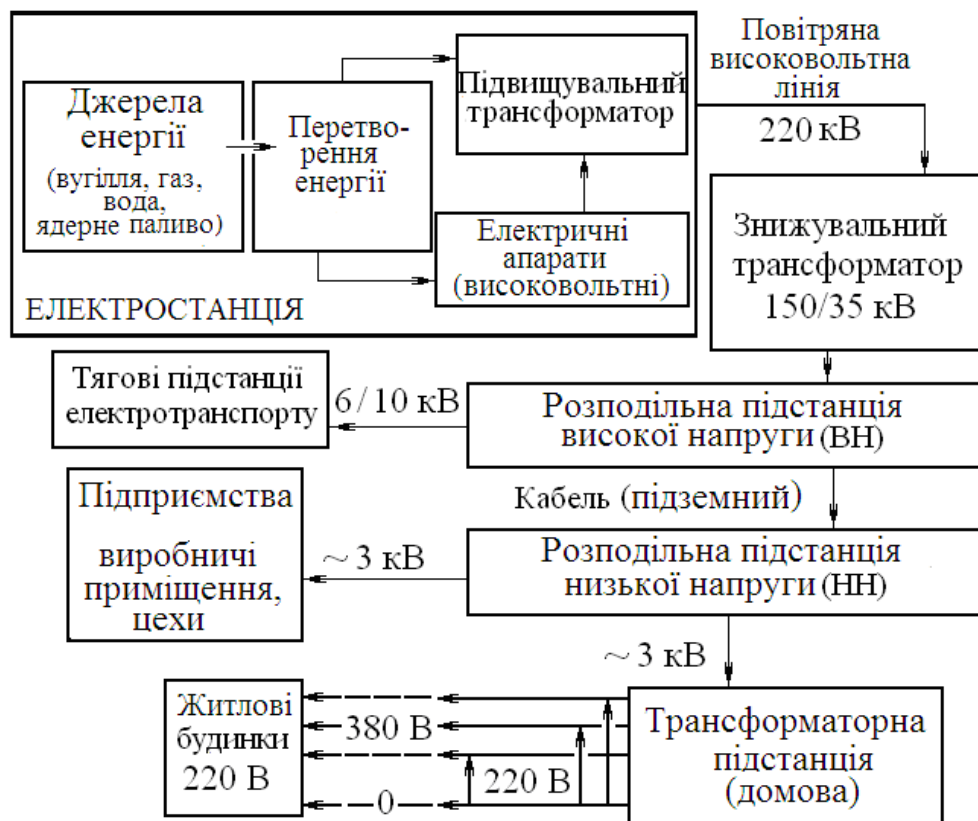 Джерела
енергії
(вугілля, газ,
вода,
ядерне паливо)
Перетво-
рення
енергії
Підвищувальний
трансформатор
Електричні
апарати
(високовольтні)
ЕЛЕКТРОСТАНЦІЯ
Повітряна
високовольтна
лінія
220 кВ
Знижувальний
трансформатор
150/35 кВ
Тягові підстанції
електротранспорту
6/10 кВ
Розподільна підстанція
високої напруги (ВН)
Кабель (підземний)
Підприємства
виробничі
приміщення,
цехи
~ 3 кВ
Розподільна підстанція
низької напруги (НН)
~ 3 кВ
Житлові
будинки
220 В
380 В
220 В
0
Трансформаторна
підстанція
(домова)